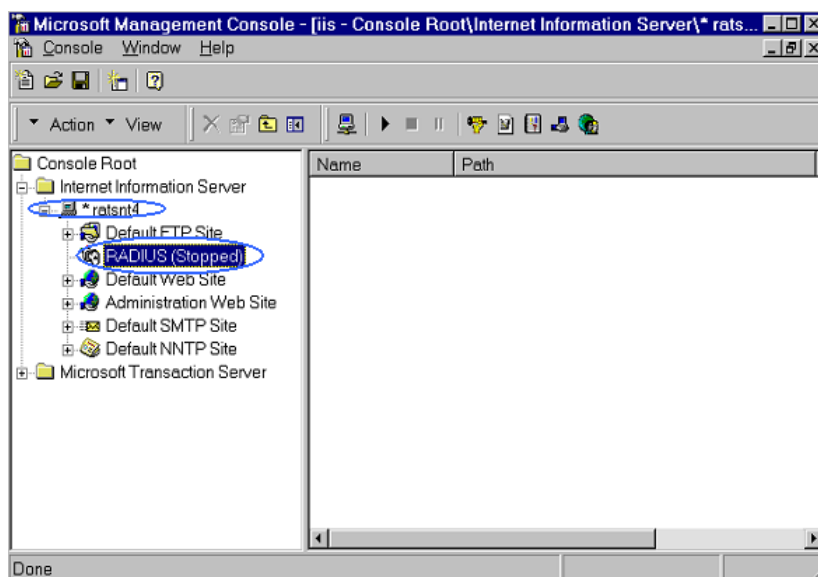 Microsoft Management Console - [iis - Console Root\Internet Information Server\* rats...
Console Window Help
Action View
Console Root
Name Path
Internet Information Server
* ratsnt4
Default FTP Site
RADIUS (Stopped)
Default Web Site
Administration Web Site
Default SMTP Site
Default NNTP Site
Microsoft Transaction Server
Done